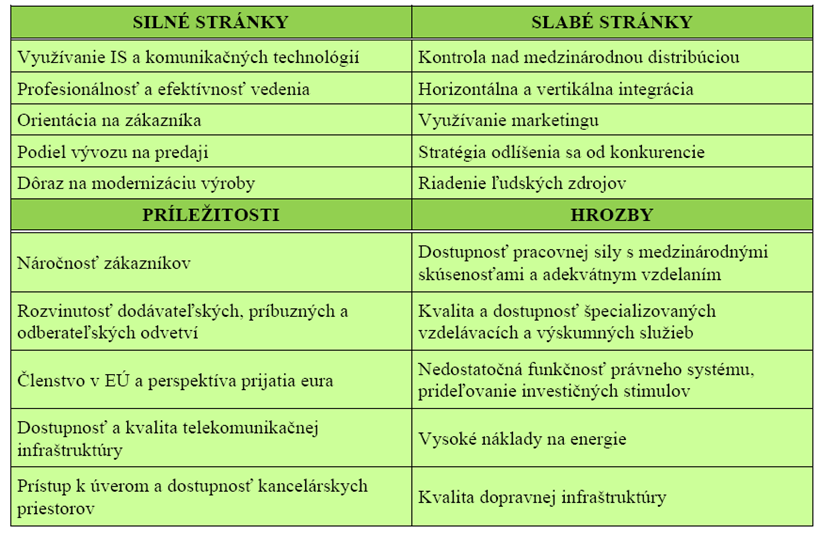 SILNÉ STRÁNKY
SLABÉ STRÁNKY
Využívanie IS a komunikačných technológií
Kontrola nad medzinárodnou distribúciou
Profesionálnosť a efektívnosť vedenia
Horizontálna a vertikálna integrácia
Orientácia na zákazníka
Využívanie marketingu
Podiel vývozu na predaji
Stratégia odlíšenia sa od konkurencie
Dôraz na modernizáciu výroby
Riadenie ľudských zdrojov
PRÍLEŽITOSTI
HROZBY
Náročnosť zákazníkov
Dostupnosť pracovnej sily s medzinárodnými
skúsenosťami a adekvátnym vzdelaním
Rozvinutosť dodávateľských, príbuzných a
odberateľských odvetví
Kvalita a dostupnosť špecializovaných
vzdelávacích a výskumných služieb
Členstvo v EÚ a perspektíva prijatia eura
Nedostatočná funkčnosť právneho systému,
prideľovanie investičných stimulov
Dostupnosť a kvalita telekomunikačnej
infraštruktúry
Vysoké náklady na energie
Prístup k úverom a dostupnosť kancelárskych
priestorov
Kvalita dopravnej infraštruktúry